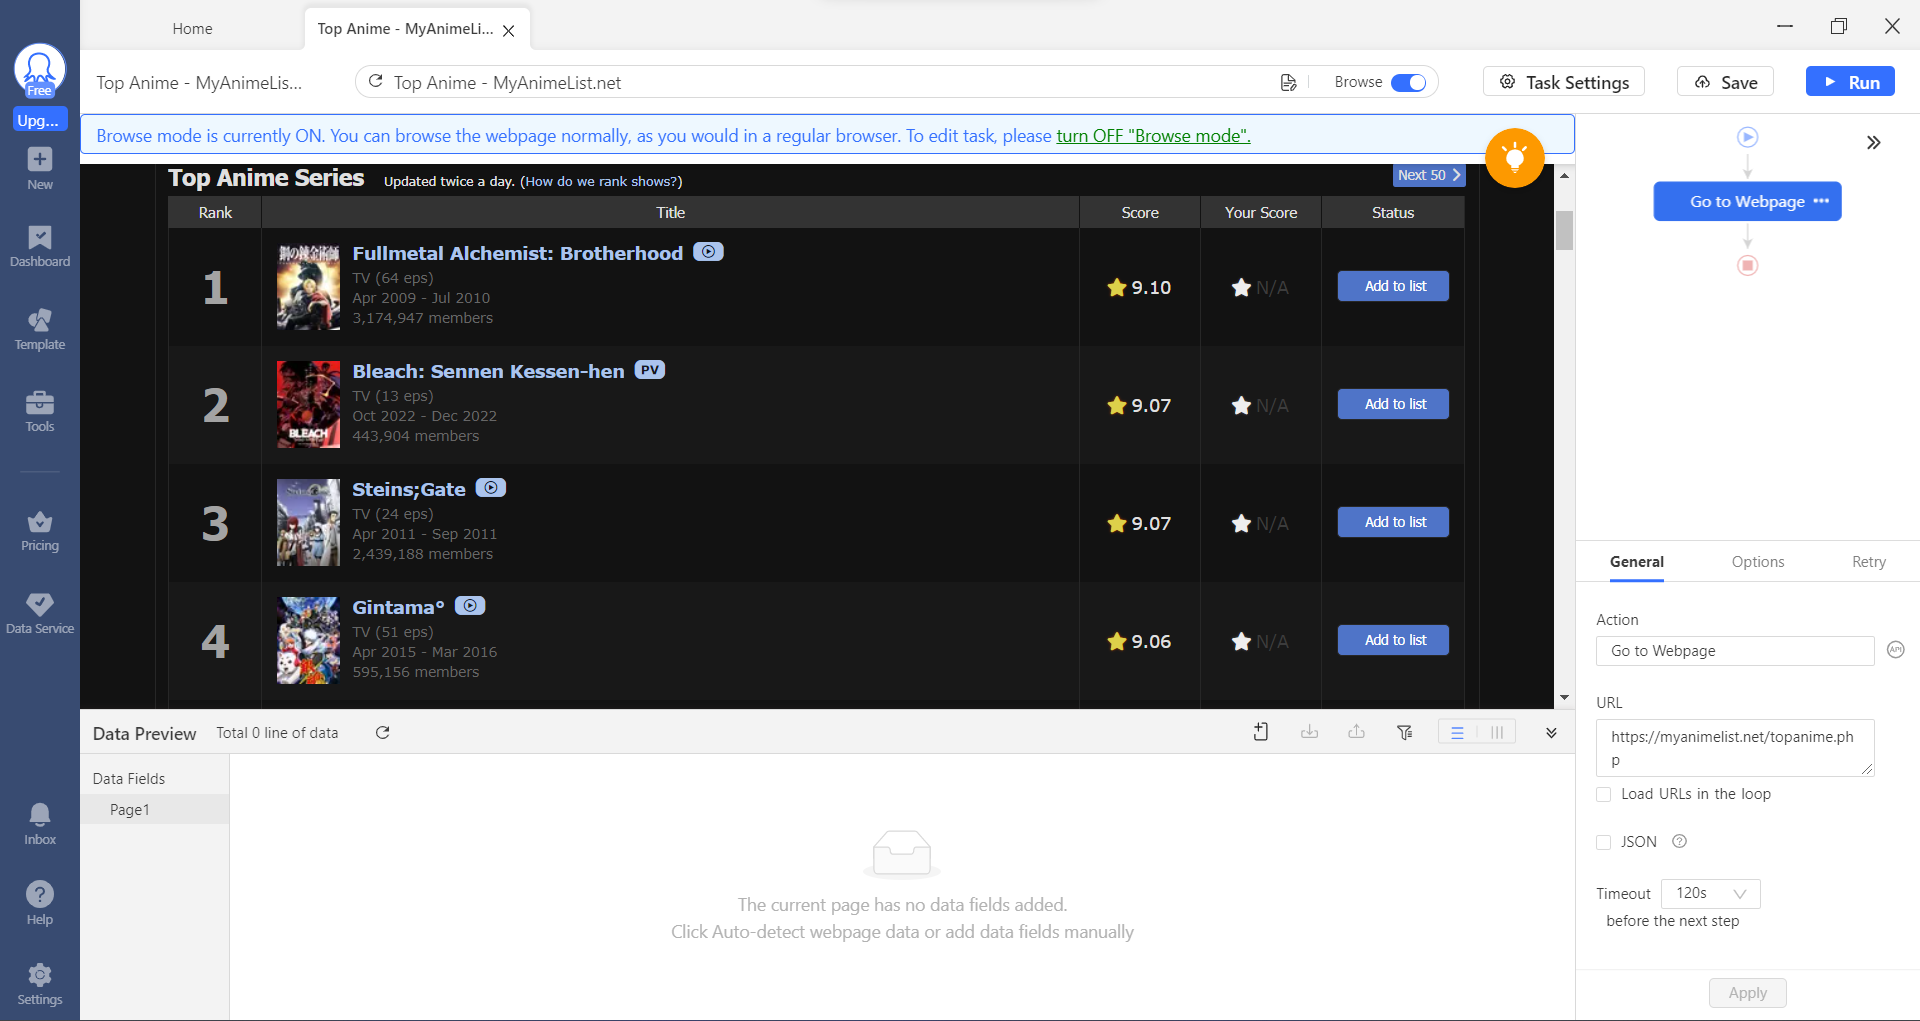 Home
Top Anime - MyAnimeLi...
Free
Upg...
New
Dashboard
Template
Tools
Pricing
Data Service
Inbox
Help
Settings
Top Anime - MyAnimeLis...
Top Anime - MyAnimeList.net
Browse
Task Settings
Save
Run
Browse mode is currently ON. You can browse the webpage normally, as you would in a regular browser. To edit task, please turn OFF "Browse mode".
Top Anime Series
Updated twice a day. (How do we rank shows?)
Next 50
Rank Title Score Your Score Status
1
Fullmetal Alchemist: Brotherhood
TV (64 eps)
Apr 2009 - Jul 2010
3,174,947 members
9.10
N/A
Add to list
2
BLEACH
Bleach: Sennen Kessen-hen PV
TV (13 eps)
Oct 2022 - Dec 2022
443,904 members
9.07
N/A
Add to list
3
Steins;Gate
TV (24 eps)
Apr 2011 - Sep 2011
2,439,188 members
9.07
N/A
Add to list
4
Gintama°
TV (51 eps)
Apr 2015 - Mar 2016
595,156 members
9.06
N/A
Add to list
Data Preview
Total 0 line of data
Data Fields
Page1
The current page has no data fields added.
Click Auto-detect webpage data or add data fields manually
Go to Webpage
General
Options
Retry
Action
Go to Webpage
API
URL
https://myanimelist.net/topanime.ph
p
Load URLs in the loop
JSON
Timeout
120s
before the next step
Apply